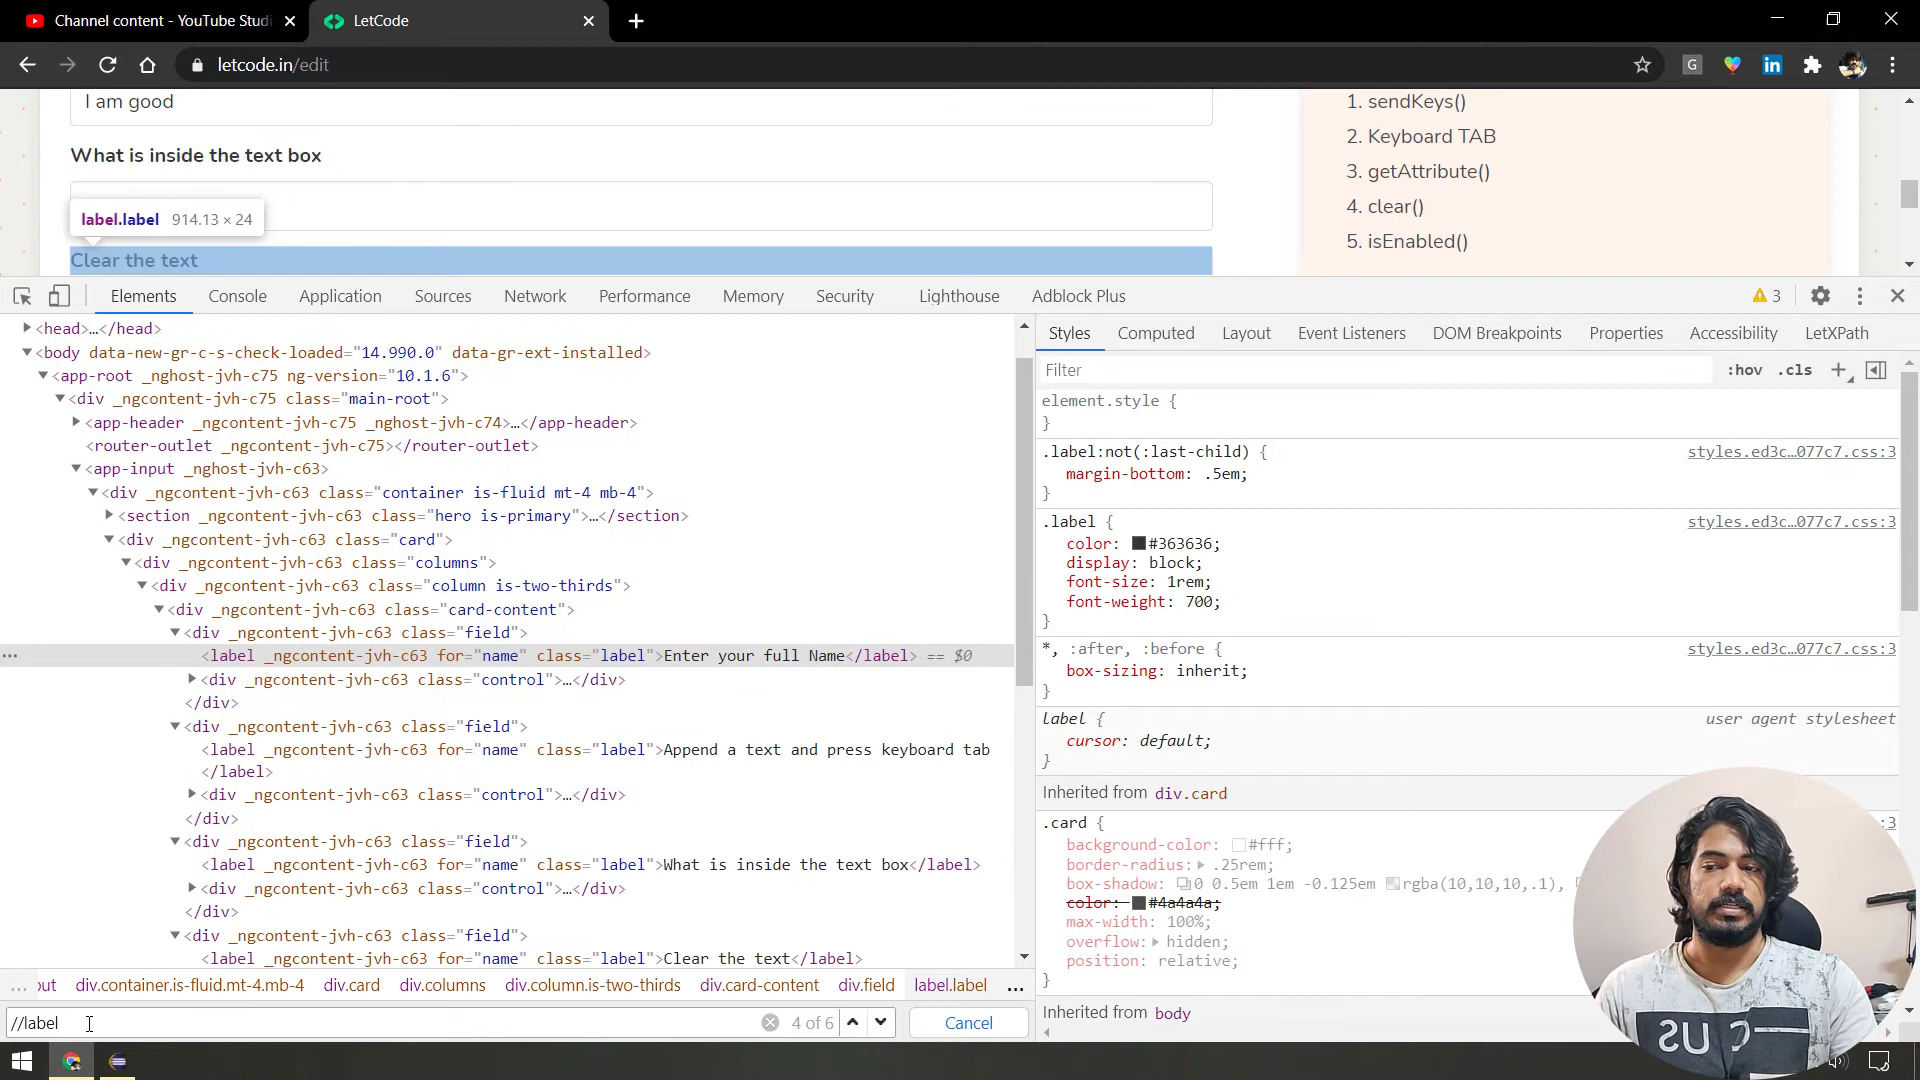 Channel content - YouTube Studi
LetCode
letcode.in/edit
G
I am good
What is inside the text box
label.label 914.13 × 24
Clear the text
1. sendKeys()
2. Keyboard TAB
3. getAttribute()
4. clear()
5. isEnabled()
Elements Console Application Sources Network Performance Memory Security Lighthouse Adblock Plus 3
<head>…</head>
<body data-new-gr-c-s-check-loaded="14.990.0" data-gr-ext-installed>
<app-root _nghost-jvh-c75 ng-version="10.1.6">
<div _ngcontent-jvh-c75 class="main-root">
<app-header _ngcontent-jvh-c75 _nghost-jvh-c74>…</app-header>
<router-outlet _ngcontent-jvh-c75></router-outlet>
<app-input _nghost-jvh-c63>
<div _ngcontent-jvh-c63 class="container is-fluid mt-4 mb-4">
<section _ngcontent-jvh-c63 class="hero is-primary">…</section>
<div _ngcontent-jvh-c63 class="card">
<div _ngcontent-jvh-c63 class="columns">
<div _ngcontent-jvh-c63 class="column is-two-thirds">
<div _ngcontent-jvh-c63 class="card-content">
<div _ngcontent-jvh-c63 class="field">
… <label _ngcontent-jvh-c63 for="name" class="label">Enter your full Name</label> == $0
<div _ngcontent-jvh-c63 class="control">…</div>
</div>
<div _ngcontent-jvh-c63 class="field">
<label _ngcontent-jvh-c63 for="name" class="label">Append a text and press keyboard tab
</label>
<div _ngcontent-jvh-c63 class="control">…</div>
</div>
<div _ngcontent-jvh-c63 class="field">
<label _ngcontent-jvh-c63 for="name" class="label">What is inside the text box</label>
<div _ngcontent-jvh-c63 class="control">…</div>
</div>
<div _ngcontent-jvh-c63 class="field">
<label _ngcontent-jvh-c63 for="name" class="label">Clear the text</label>
… out div.container.is-fluid.mt-4.mb-4 div.card div.columns div.column.is-two-thirds div.card-content div.field label.label …
//label 4 of 6 Cancel
Styles Computed Layout Event Listeners DOM Breakpoints Properties Accessibility LetXPath
Filter :hov .cls +
element.style {
}
.label:not(:last-child) { styles.ed3c…077c7.css:3
margin-bottom: .5em;
}
.label { styles.ed3c…077c7.css:3
color: #363636;
display: block;
font-size: 1rem;
font-weight: 700;
}
*, :after, :before { styles.ed3c…077c7.css:3
box-sizing: inherit;
}
label { user agent stylesheet
cursor: default;
}
Inherited from div.card
.card { :3
background-color: #fff;
border-radius: .25rem;
box-shadow: 0 0.5em 1em -0.125em rgba(10,10,10,.1),
color: #4a4a4a;
max-width: 100%;
overflow: hidden;
position: relative;
}
Inherited from body